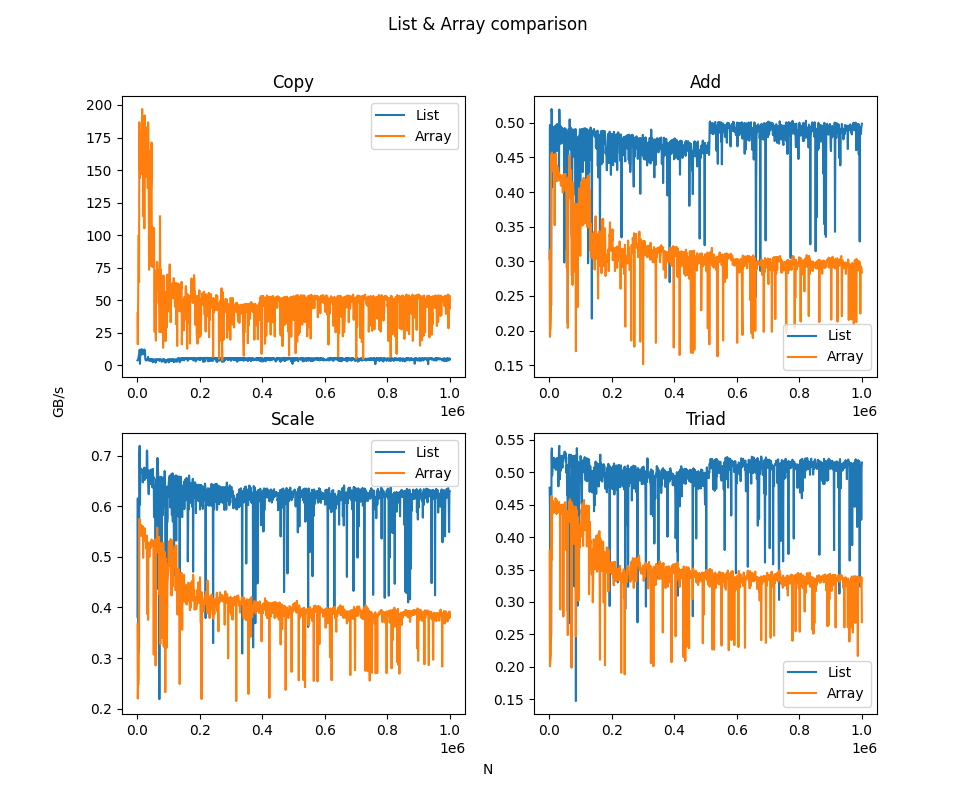 List & Array comparison
Copy
200
175
150
125
100
75
50
25
0
0.0 0.2 0.4 0.6 0.8 1.0
1e6
List
Array
Add
0.50
0.45
0.40
0.35
0.30
0.25
0.20
0.15
0.0 0.2 0.4 0.6 0.8 1.0
1e6
List
Array
GB/s
Scale
0.7
0.6
0.5
0.4
0.3
0.2
0.0 0.2 0.4 0.6 0.8 1.0
1e6
List
Array
Triad
0.55
0.50
0.45
0.40
0.35
0.30
0.25
0.20
0.15
0.0 0.2 0.4 0.6 0.8 1.0
1e6
List
Array
N